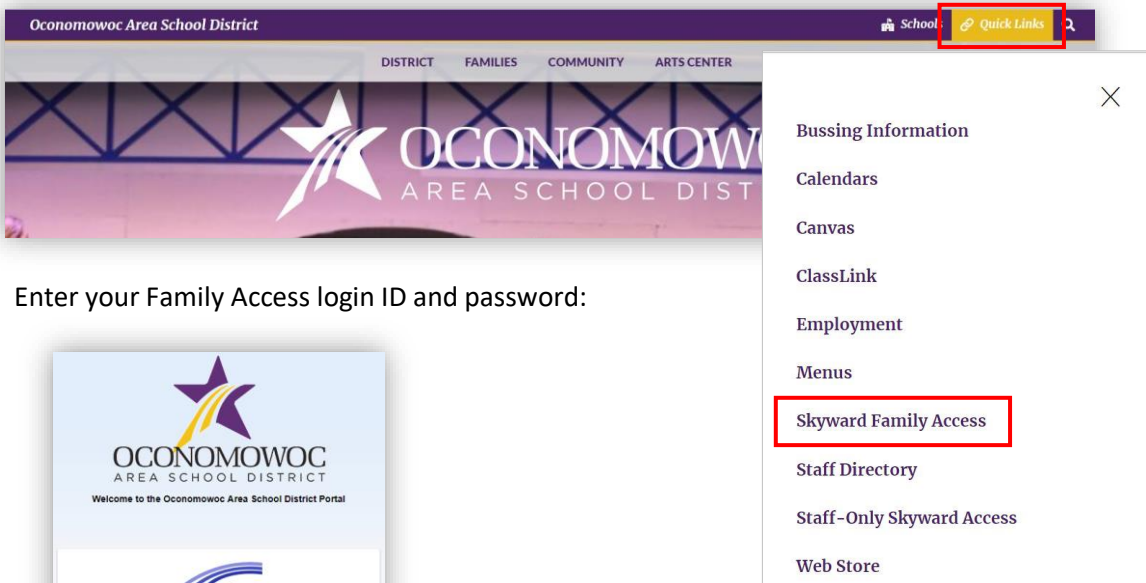 Oconomowoc Area School District
Schools Quick Links
DISTRICT FAMILIES COMMUNITY ARTS CENTER
OCONOMOW
AREA SCHOOL DIST
Bussing Information
Calendars
Canvas
ClassLink
Employment
Menus
Skyward Family Access
Staff Directory
Staff-Only Skyward Access
Web Store
Enter your Family Access login ID and password:
OCONOMOWOC
AREA SCHOOL DISTRICT
Welcome to the Oconomowoc Area School District Portal